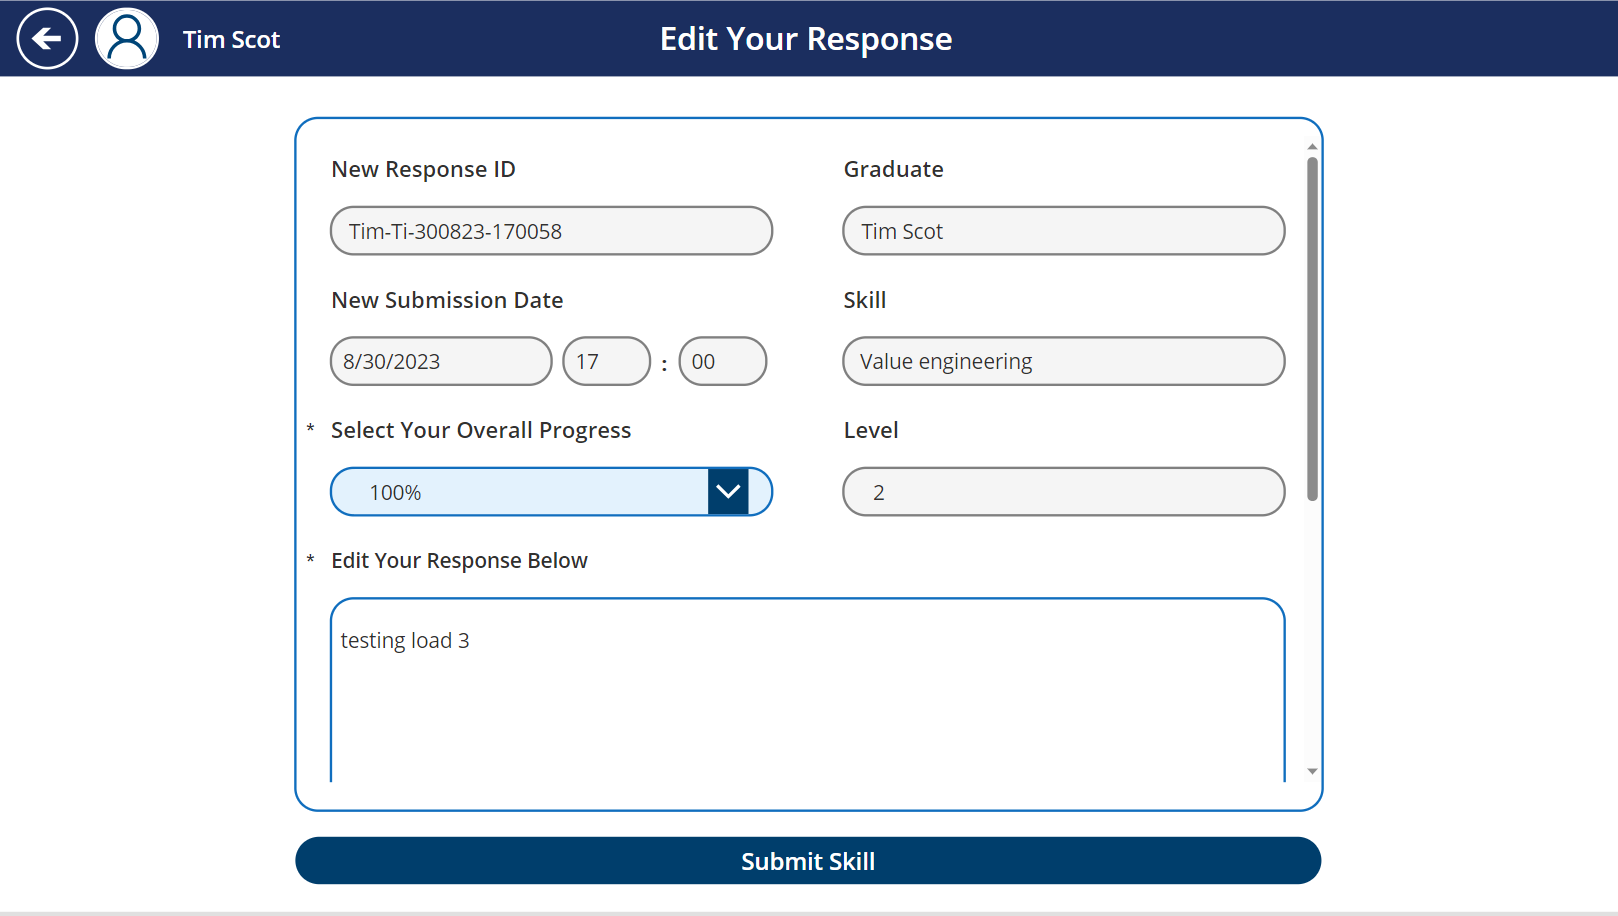 Tim Scot
Edit Your Response
New Response ID
Graduate
Tim-Ti-300823-170058
Tim Scot
New Submission Date
Skill
8/30/2023 17 : 00
Value engineering
* Select Your Overall Progress
Level
100%
2
* Edit Your Response Below
testing load 3
Submit Skill